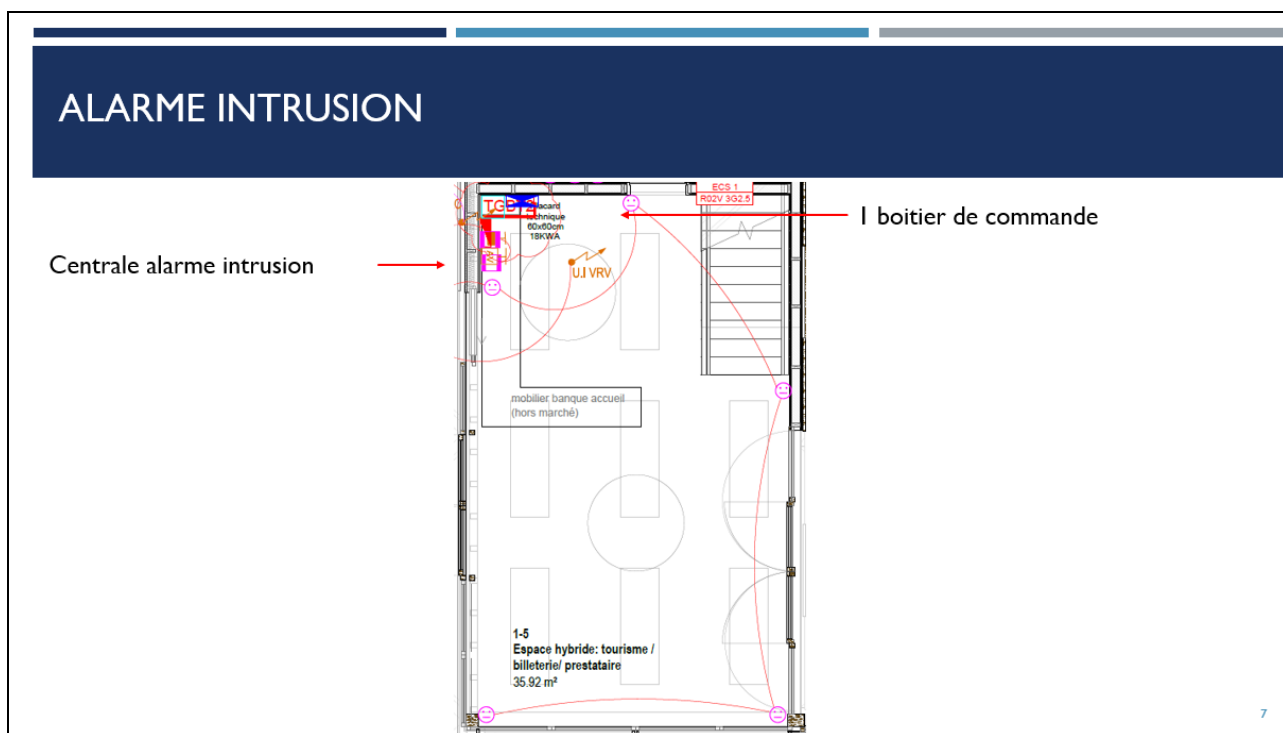 ALARME INTRUSION
ECS 1
R02V 3G2.5
technique
60x60cm
18KWA
1 boitier de commande
Centrale alarme intrusion
U.I VRV
mobilier banque accueil
(hors marché)
1-5
Espace hybride: tourisme /
billeterie/ prestataire
35.92 m²
7